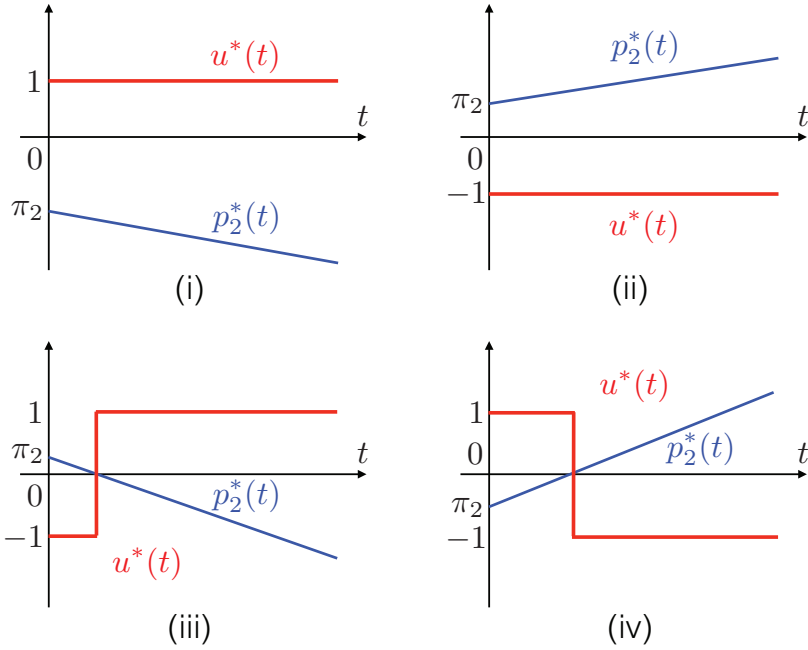 u*(t)
1
t
0
π₂
p₂*(t)
(i)
p₂*(t)
π₂
t
0
−1
u*(t)
(ii)
1
π₂
t
0
p₂*(t)
−1
u*(t)
(iii)
u*(t)
1
0
t
p₂*(t)
π₂
−1
(iv)